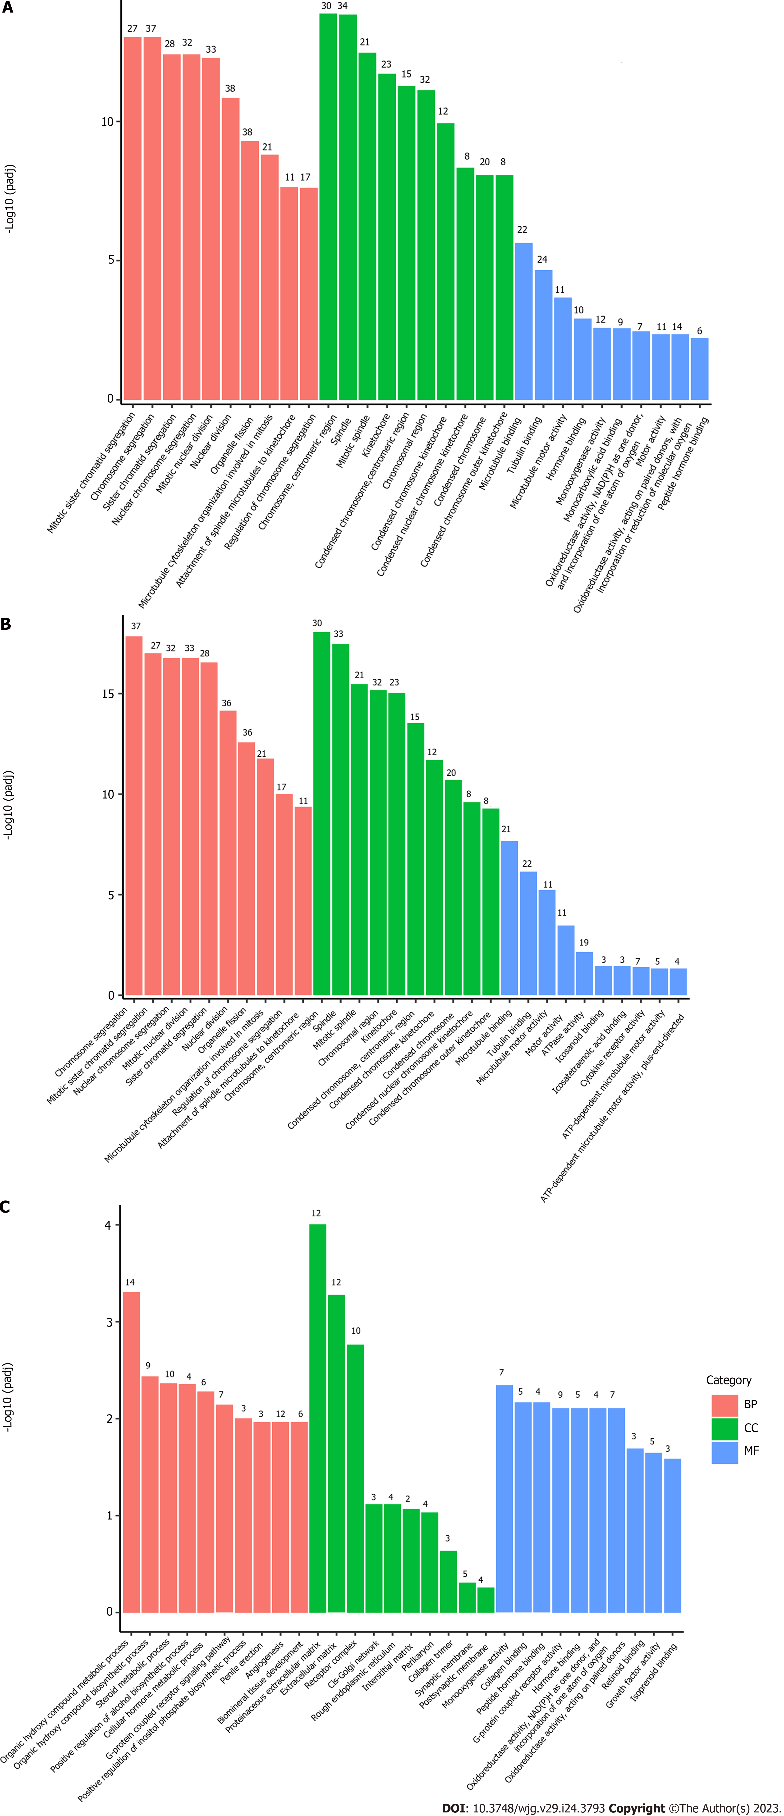 A
27 37 28 32 33 38 38 21 11 17 30 34 21 23 15 32 12 8 20 8 22 24 11 10 12 9 7 11 14 6
10
5
0
-Log10 (padj)
Mitotic sister chromatid segregation
Chromosome segregation
Sister chromatid segregation
Nuclear chromosome segregation
Mitotic nuclear division
Nuclear division
Organelle fission
Microtubule cytoskeleton organization involved in mitosis
Attachment of spindle microtubules to kinetochore
Regulation of chromosome segregation
Chromosome, centromeric region
Spindle
Mitotic spindle
Kinetochore
Condensed chromosome,centromeric region
Chromosomal region
Condensed chromosome kinetochore
Condensed nuclear chromosome kinetochore
Condensed chromosome
Condensed chromosome outer kinetochore
Microtubule binding
Tubulin binding
Microtubule motor activity
Hormone binding
Monooxygenase activity
Monocarboxylic acid binding
Oxidoreductase activity, NAD(P)H as one donor,
and incorporation of one atom of oxygen
Motor activity
Oxidoreductase activity, acting on paired donors, with
Incorporation or reduction of molecular oxygen
Peptide hormone binding
B
37 27 32 33 28 36 36 21 17 11 30 33 21 32 23 15 12 20 8 8 21 22 11 11 19 3 3 7 5 4
15
10
5
0
-Log10 (padj)
Chromosome segregation
Mitotic sister chromatid segregation
Nuclear chromosome segregation
Mitotic nuclear division
Sister chromatid segregation
Nuclear division
Organelle fission
Microtubule cytoskeleton organization involved in mitosis
Regulation of chromosome segregation
Attachment of spindle microtubules to kinetochore
Chromosome, centromeric region
Spindle
Mitotic spindle
Chromosomal region
Kinetochore
Condensed chromosome, centromeric region
Condensed chromosome kinetochore
Condensed chromosome
Condensed nuclear chromosome kinetochore
Condensed chromosome outer kinetochore
Microtubule binding
Tubulin binding
Microtubule motor activity
Motor activity
ATPase activity
Icosanoid binding
Icosatetraenoic acid binding
Cytokine receptor activity
ATP-dependent microtubule motor activity
ATP-dependent microtubule motor activity, plus-end-directed
C
14 9 10 4 6 7 3 3 12 6 12 12 10 3 4 2 4 3 5 4 7 5 4 9 5 4 7 3 5 3
4
3
2
1
0
-Log10 (padj)
Organic hydroxy compound metabolic process
Organic hydroxy compound biosynthetic process
Steroid metabolic process
Positive regulation of alcohol biosynthetic process
Cellular hormone metabolic process
G-protein coupled receptor signaling pathway
Positive regulation of inositol phosphate biosynthetic process
Penile erection
Angiogenesis
Biomineral tissue development
Proteinaceous extracellular matrix
Extracellular matrix
Receptor complex
Cis-Golgi network
Rough endoplasmic reticulum
Interstitial matrix
Perikaryon
Collagen trimer
Synaptic membrane
Postsynaptic membrane
Monooxygenase activity
Collagen binding
Peptide hormone binding
G-protein coupled receptor activity
Hormone binding
Oxidoreductase activity, NAD(P)H as one donor, and
incorporation of one atom of oxygen
Oxidoreductase activity, acting on paired donors
Retinoid binding
Growth factor activity
Isoprenoid binding
Category
BP
CC
MF
DOI: 10.3748/wjg.v29.i24.3793 Copyright ©The Author(s) 2023.